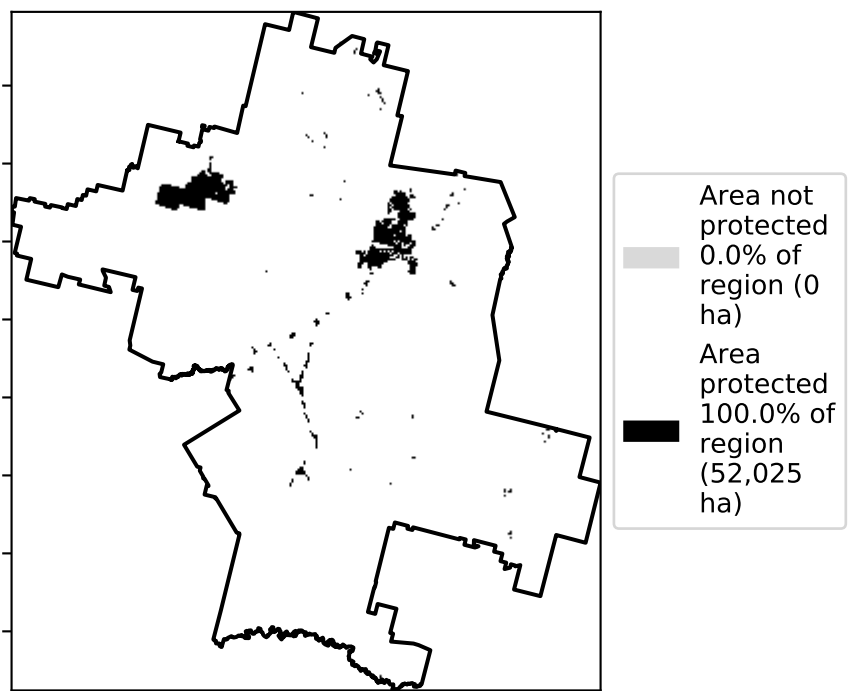 Area not
protected
0.0% of
region (0
ha)
Area
protected
100.0% of
region
(52,025
ha)